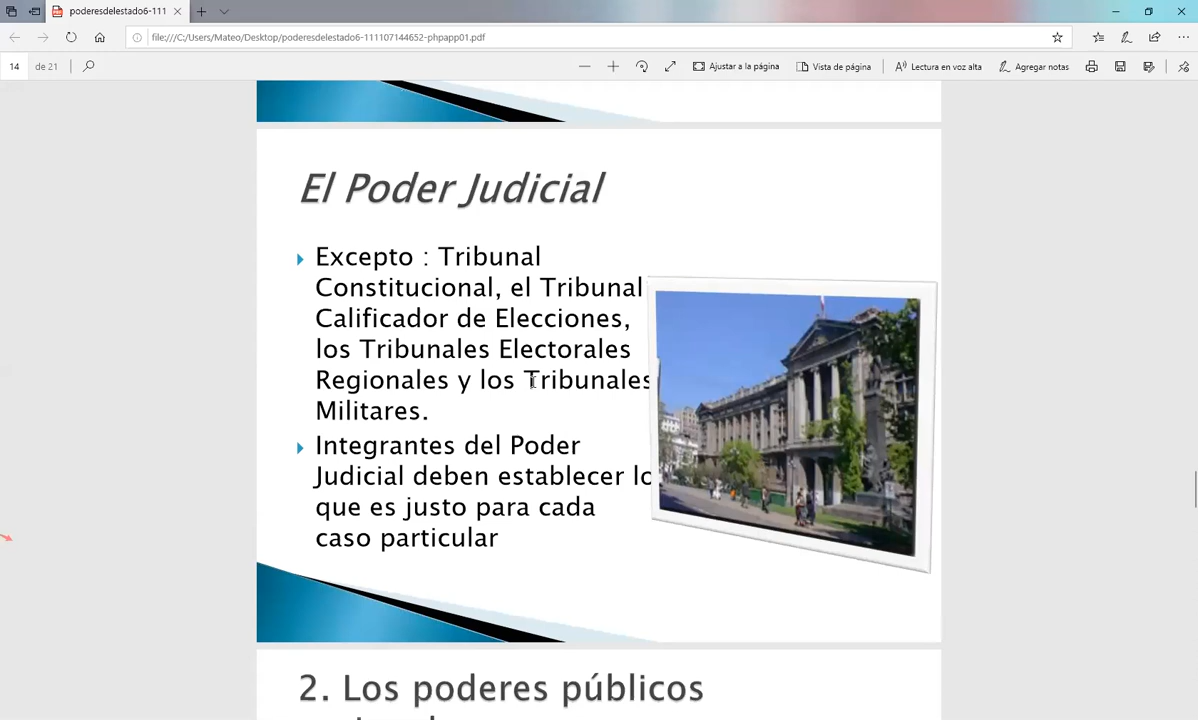 poderesdelestado6-111
file:///C:/Users/Mateo/Desktop/poderesdelestado6-111107144652-phpapp01.pdf
14 de 21 Ajustar a la página Vista de página Lectura en voz alta Agregar notas
El Poder Judicial
Excepto : Tribunal
Constitucional, el Tribunal
Calificador de Elecciones,
los Tribunales Electorales
Regionales y los Tribunales
Militares.
Integrantes del Poder
Judicial deben establecer lo
que es justo para cada
caso particular
2. Los poderes públicos